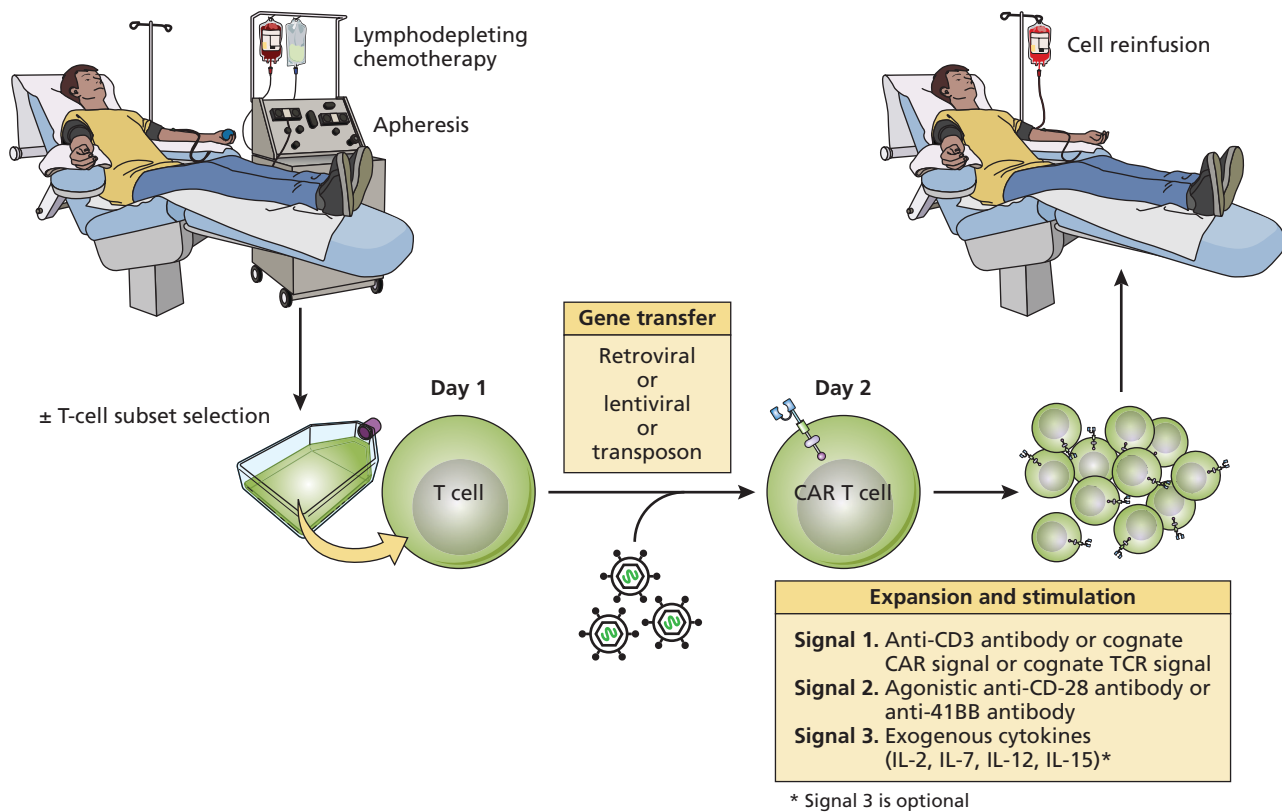 Lymphodepleting
chemotherapy
Apheresis
Cell reinfusion
± T-cell subset selection
Day 1
T cell
Gene transfer
Retroviral
or
lentiviral
or
transposon
Day 2
CAR T cell
Expansion and stimulation
Signal 1. Anti-CD3 antibody or cognate
CAR signal or cognate TCR signal
Signal 2. Agonistic anti-CD-28 antibody or
anti-41BB antibody
Signal 3. Exogenous cytokines
(IL-2, IL-7, IL-12, IL-15)*
* Signal 3 is optional